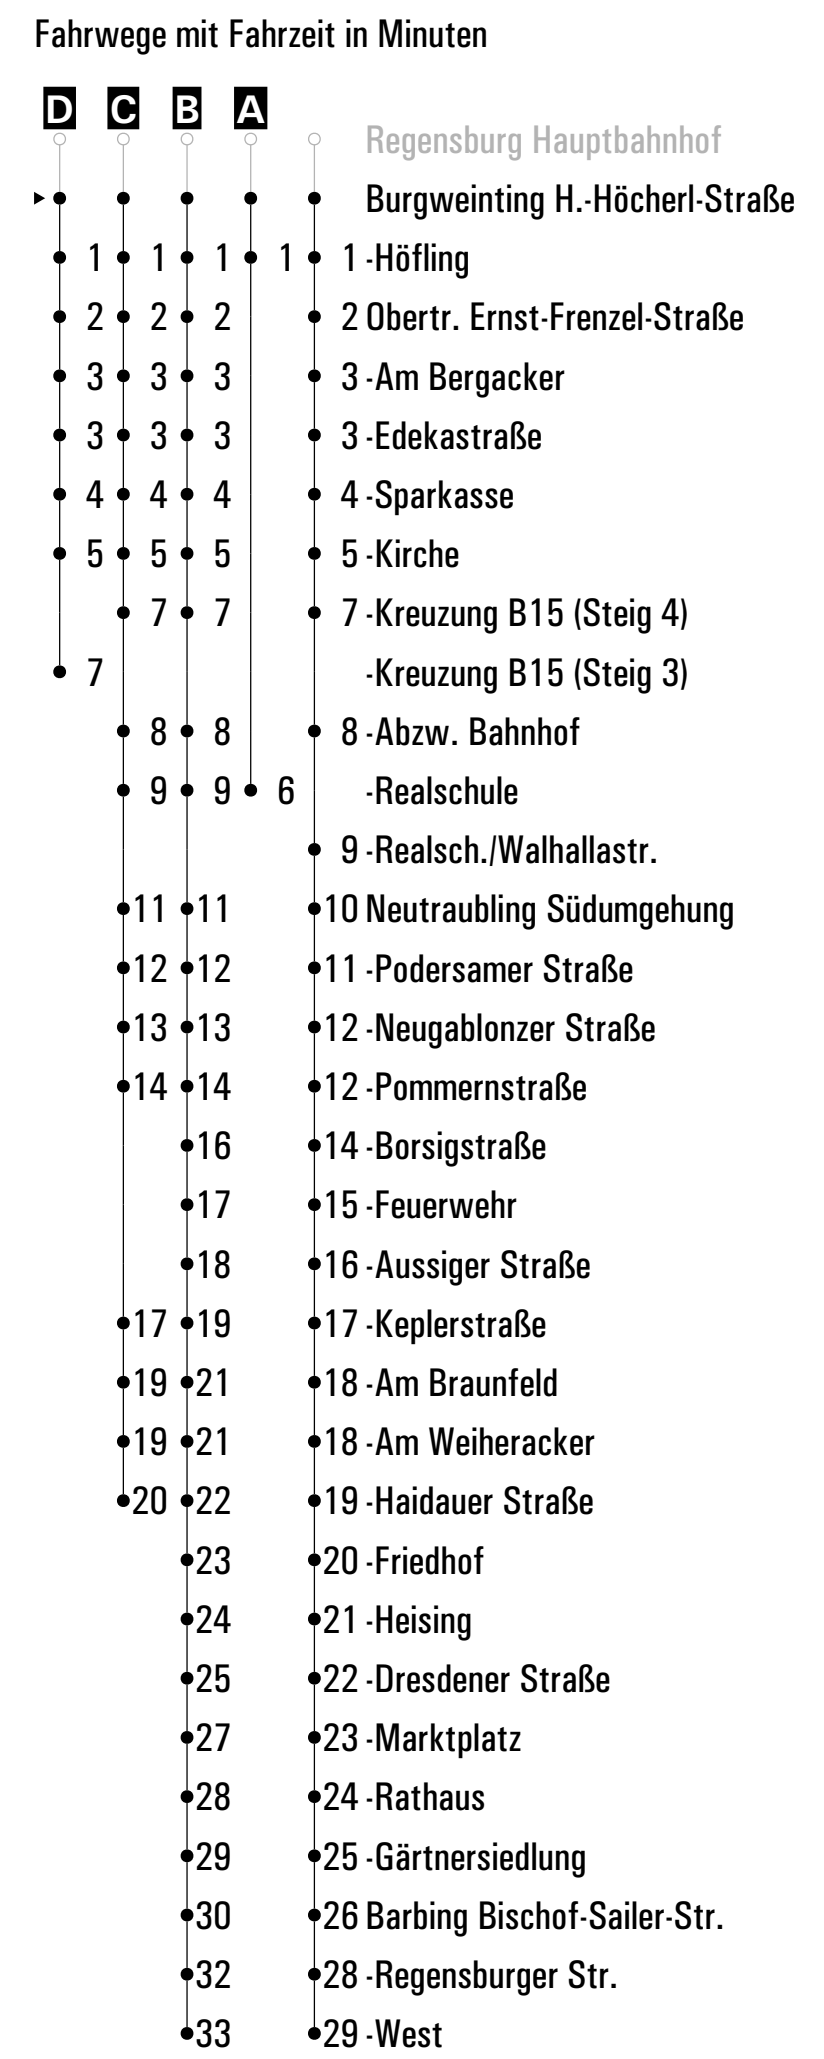 Fahrwege mit Fahrzeit in Minuten
D C B A
Regensburg Hauptbahnhof
Burgweinting H.-Höcherl-Straße
1 1 1 1 1 -Höfling
2 2 2 2 Obertr. Ernst-Frenzel-Straße
3 3 3 3 -Am Bergacker
3 3 3 3 -Edekastraße
4 4 4 4 -Sparkasse
5 5 5 5 -Kirche
7 7 7 -Kreuzung B15 (Steig 4)
7 -Kreuzung B15 (Steig 3)
8 8 8 -Abzw. Bahnhof
9 9 6 -Realschule
9 -Realsch./Walhallastr.
11 11 10 Neutraubling Südumgehung
12 12 11 -Podersamer Straße
13 13 12 -Neugablonzer Straße
14 14 12 -Pommernstraße
16 14 -Borsigstraße
17 15 -Feuerwehr
18 16 -Aussiger Straße
17 19 17 -Keplerstraße
19 21 18 -Am Braunfeld
19 21 18 -Am Weiheracker
20 22 19 -Haidauer Straße
23 20 -Friedhof
24 21 -Heising
25 22 -Dresdener Straße
27 23 -Marktplatz
28 24 -Rathaus
29 25 -Gärtnersiedlung
30 26 Barbing Bischof-Sailer-Str.
32 28 -Regensburger Str.
33 29 -West